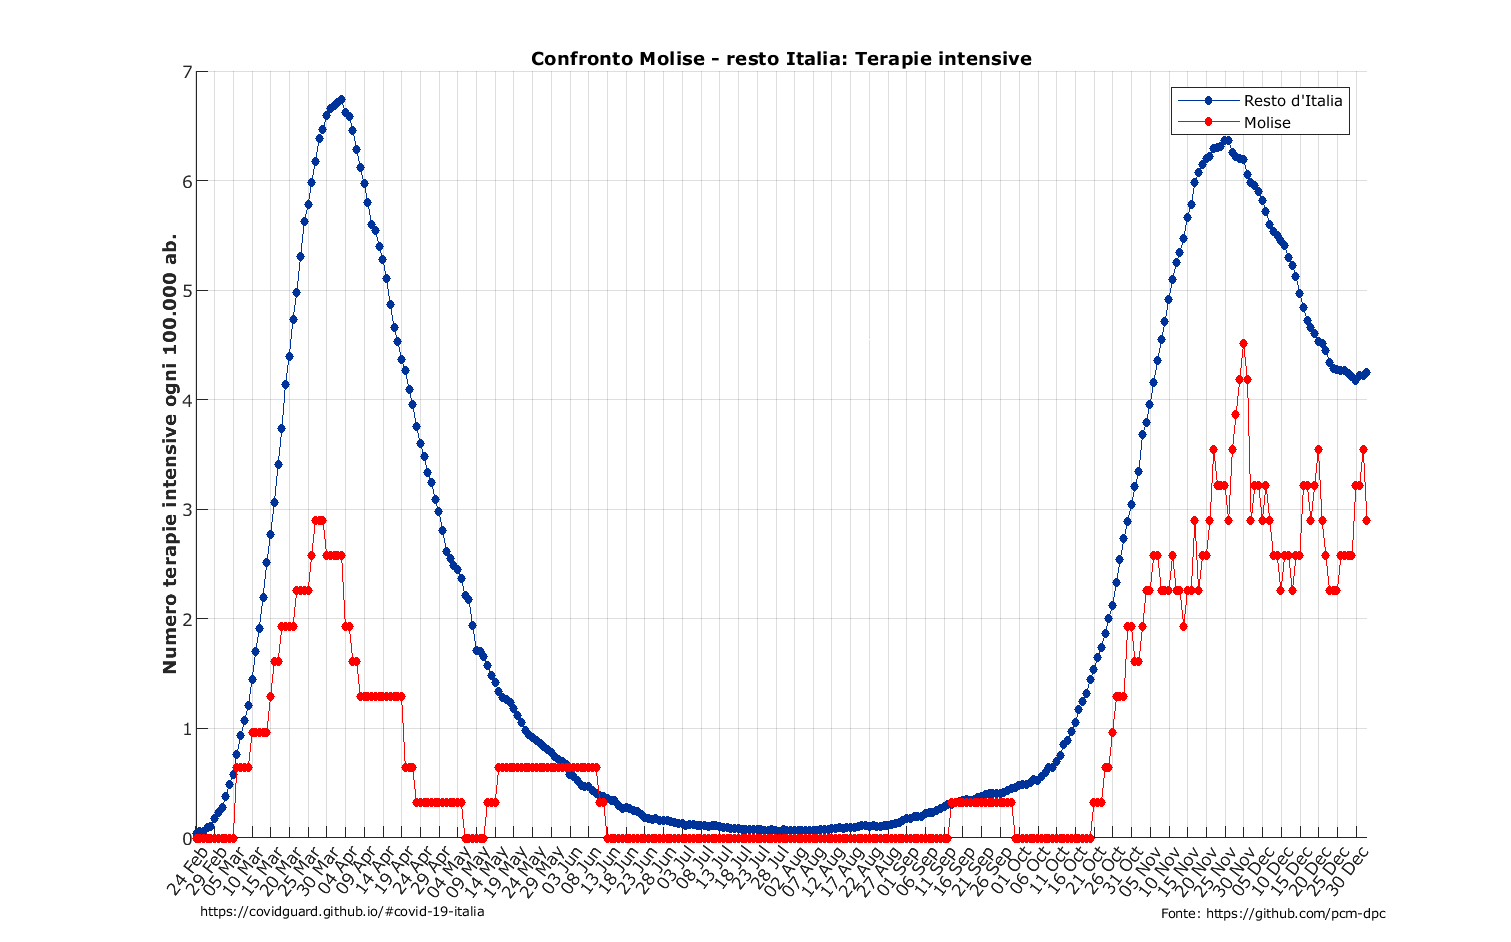 Confronto Molise - resto Italia: Terapie intensive
Resto d'Italia
Molise
Numero terapie intensive ogni 100.000 ab.
7
6
5
4
3
2
1
0
24 Feb
29 Feb
05 Mar
10 Mar
15 Mar
20 Mar
25 Mar
30 Mar
04 Apr
09 Apr
14 Apr
19 Apr
24 Apr
29 Apr
04 May
09 May
14 May
19 May
24 May
29 May
03 Jun
08 Jun
13 Jun
18 Jun
23 Jun
28 Jun
03 Jul
08 Jul
13 Jul
18 Jul
23 Jul
28 Jul
02 Aug
07 Aug
12 Aug
17 Aug
22 Aug
27 Aug
01 Sep
06 Sep
11 Sep
16 Sep
21 Sep
26 Sep
01 Oct
06 Oct
11 Oct
16 Oct
21 Oct
26 Oct
31 Oct
05 Nov
10 Nov
15 Nov
20 Nov
25 Nov
30 Nov
05 Dec
10 Dec
15 Dec
20 Dec
25 Dec
30 Dec
https://covidguard.github.io/#covid-19-italia
Fonte: https://github.com/pcm-dpc